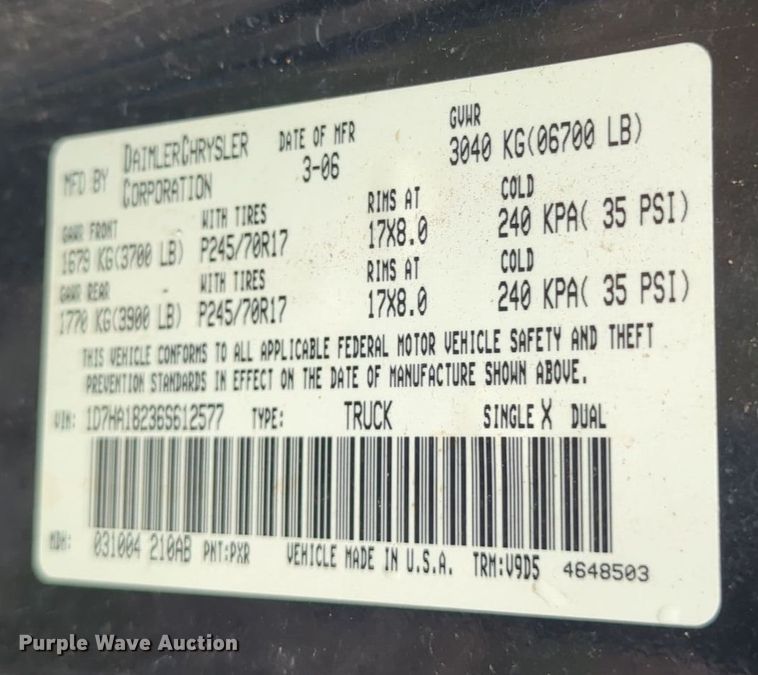 MFD BY DAIMLERCHRYSLER CORPORATION DATE OF MFR 3-06 GVWR 3040 KG(06700 LB)
GAWR FRONT WITH TIRES RIMS AT COLD
1679 KG(3700 LB) P245/70R17 17X8.0 240 KPA( 35 PSI)
GAWR REAR - WITH TIRES RIMS AT COLD
1770 KG(3900 LB) P245/70R17 17X8.0 240 KPA( 35 PSI)
THIS VEHICLE CONFORMS TO ALL APPLICABLE FEDERAL MOTOR VEHICLE SAFETY AND THEFT
PREVENTION STANDARDS IN EFFECT ON THE DATE OF MANUFACTURE SHOWN ABOVE.
VIN: 1D7HA18236S612577 TYPE: TRUCK SINGLE X DUAL
MDH: 031004 210AB PNT:PXR VEHICLE MADE IN U.S.A. TRM:V9D5 4648503
Purple Wave Auction